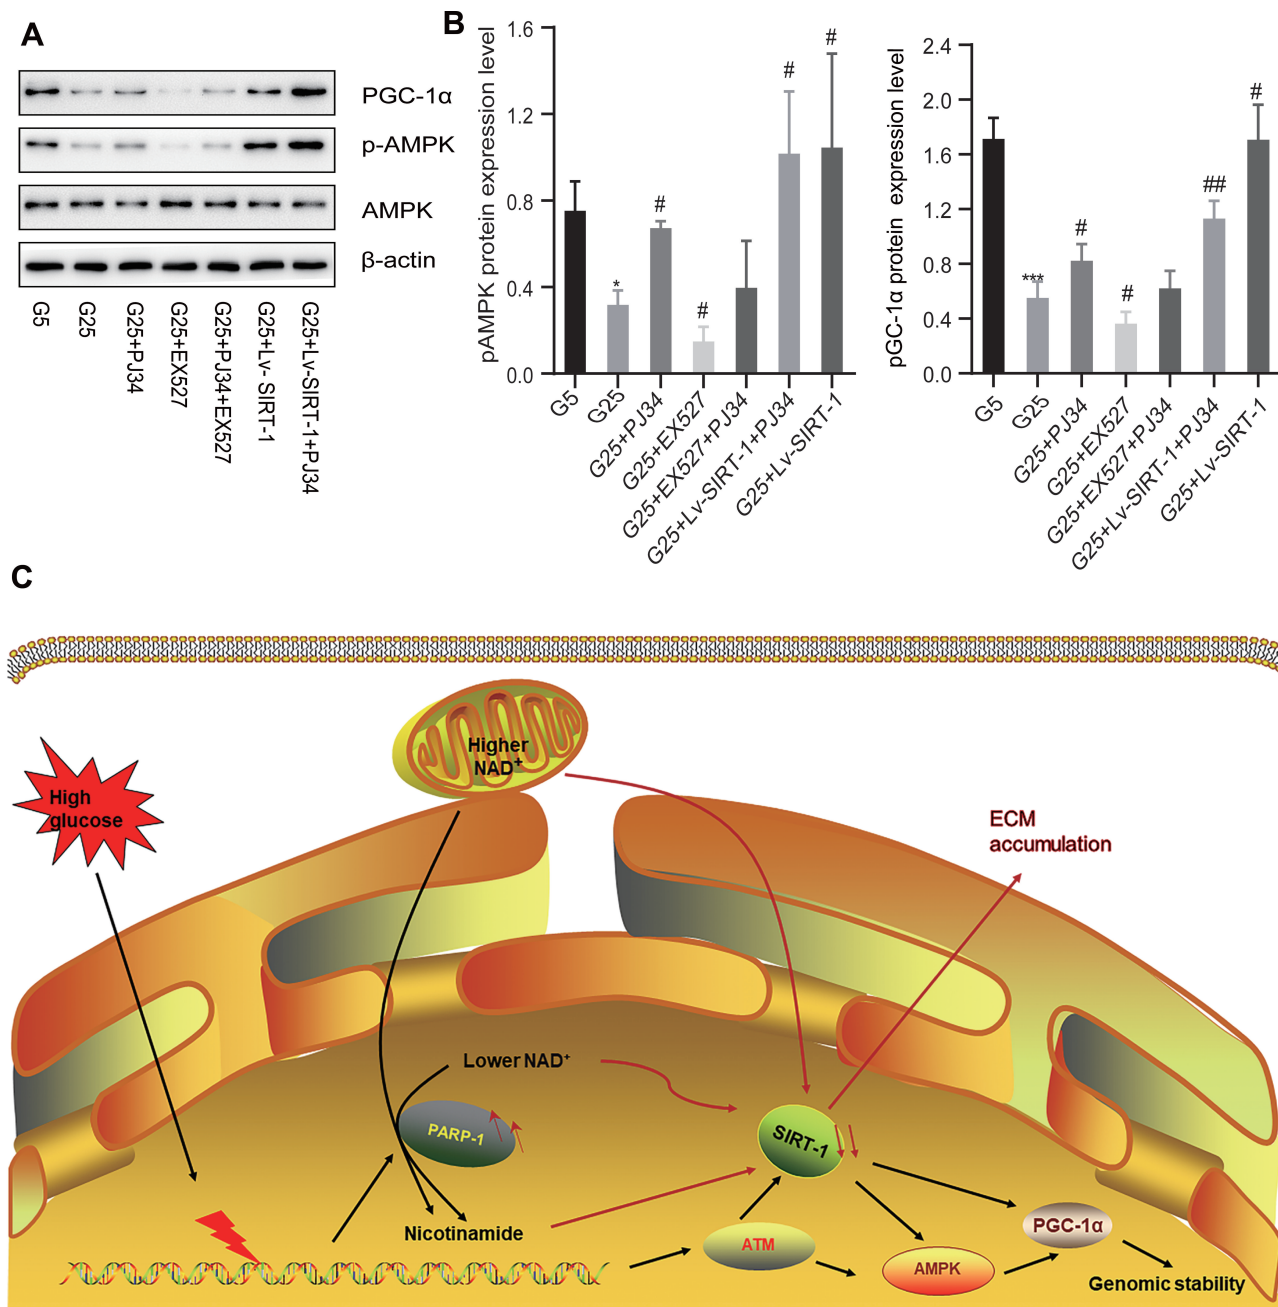 A
PGC-1α
p-AMPK
AMPK
β-actin
G5
G25
G25+PJ34
G25+EX527
G25+PJ34+EX527
G25+Lv- SIRT-1
G25+Lv-SIRT-1+PJ34
B
pAMPK protein expression level
1.6
1.2
0.8
0.4
0.0
*
#
#
#
#
G5
G25
G25+PJ34
G25+EX527
G25+EX527+PJ34
G25+Lv-SIRT-1+PJ34
G25+Lv-SIRT-1
pGC-1α protein expression level
2.4
2.0
1.6
1.2
0.8
0.4
0.0
***
#
#
##
#
G5
G25
G25+PJ34
G25+EX527
G25+EX527+PJ34
G25+Lv-SIRT-1+PJ34
G25+Lv-SIRT-1
C
Higher
NAD+
High
glucose
ECM
accumulation
Lower NAD+
PARP-1
SIRT-1
Nicotinamide
PGC-1α
ATM
AMPK
Genomic stability